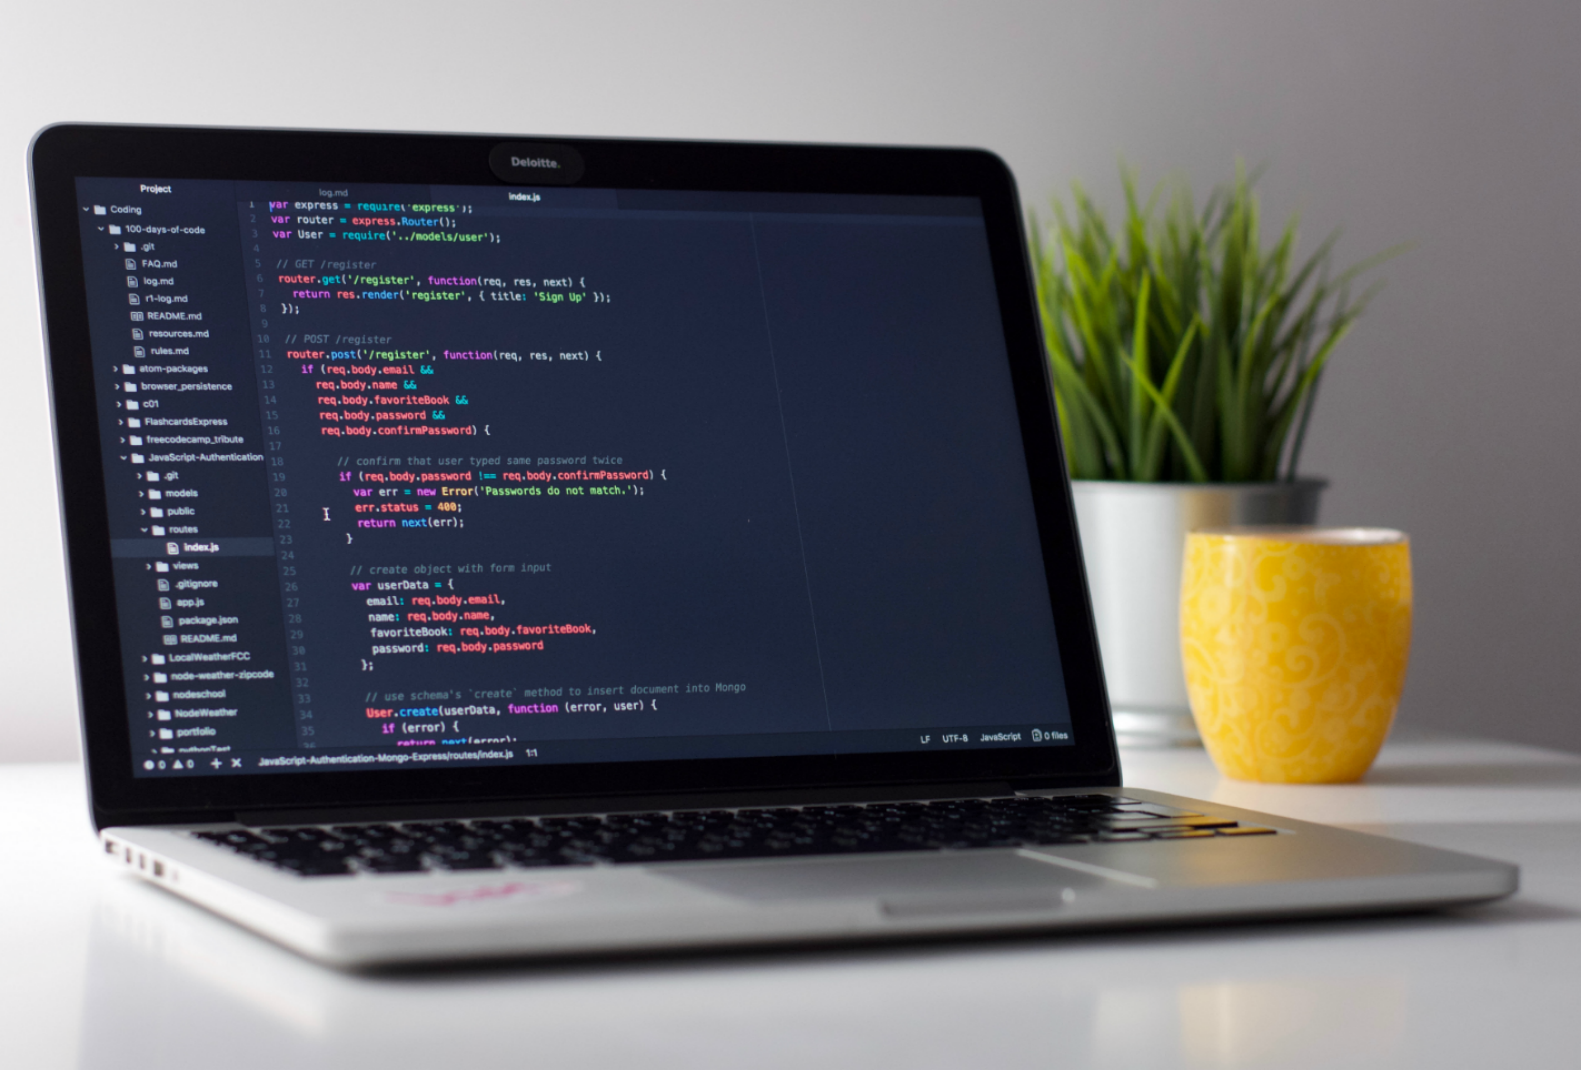 Deloitte.
Project
Coding
100-days-of-code
.git
FAQ.md
log.md
r1-log.md
README.md
resources.md
rules.md
atom-packages
browser_persistence
c01
FlashcardsExpress
freecodecamp_tribute
JavaScript-Authentication
.git
models
public
routes
index.js
views
.gitignore
app.js
package.json
README.md
LocalWeatherFCC
node-weather-zipcode
nodeschool
NodeWeather
portfolio
pythonTest
log.md
index.js
1 var express = require('express');
2 var router = express.Router();
3 var User = require('../models/user');
4
5 // GET /register
6 router.get('/register', function(req, res, next) {
7 return res.render('register', { title: 'Sign Up' });
8 });
9
10 // POST /register
11 router.post('/register', function(req, res, next) {
12 if (req.body.email &&
13 req.body.name &&
14 req.body.favoriteBook &&
15 req.body.password &&
16 req.body.confirmPassword) {
17
18 // confirm that user typed same password twice
19 if (req.body.password !== req.body.confirmPassword) {
20 var err = new Error('Passwords do not match.');
21 err.status = 400;
22 return next(err);
23 }
24
25 // create object with form input
26 var userData = {
27 email: req.body.email,
28 name: req.body.name,
29 favoriteBook: req.body.favoriteBook,
30 password: req.body.password
31 };
32
33 // use schema's `create` method to insert document into Mongo
34 User.create(userData, function (error, user) {
35 if (error) {
36 return next(error);
0 0 + × JavaScript-Authentication-Mongo-Express/routes/index.js 1:1 LF UTF-8 JavaScript 0 files